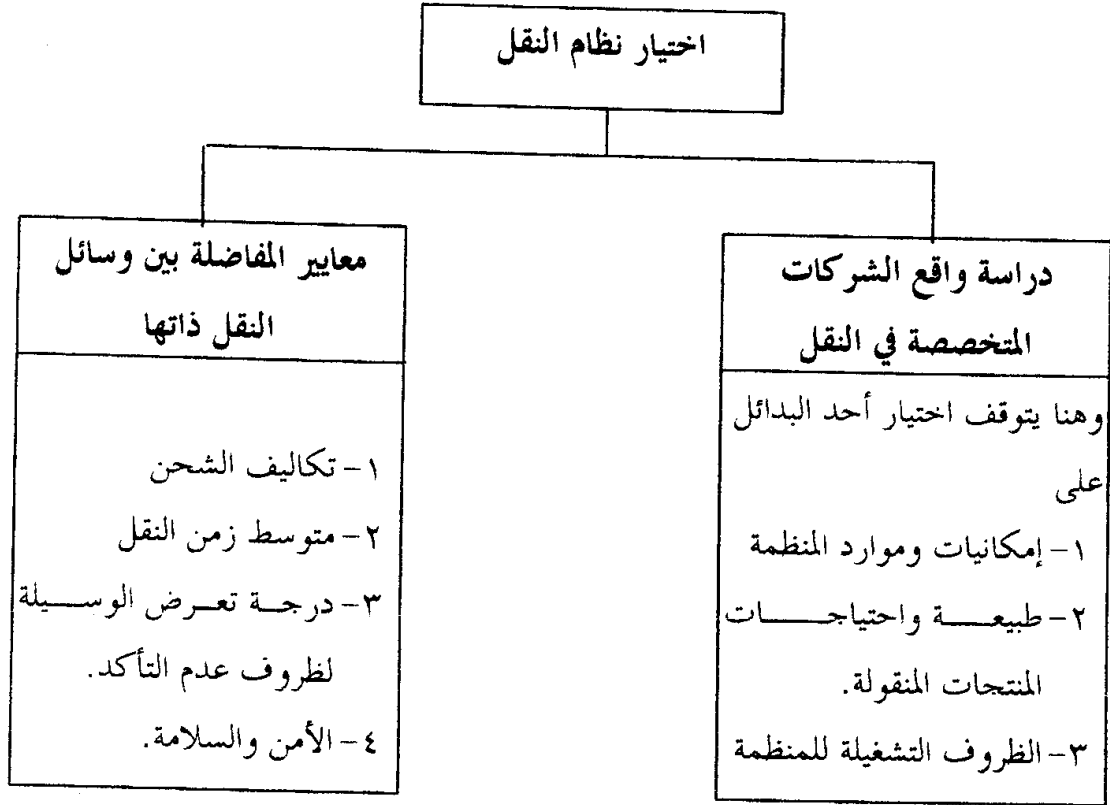 اختيار نظام النقل
دراسة واقع الشركات
المتخصصة في النقل
وهنا يتوقف اختيار أحد البدائل
على
١- إمكانيات وموارد المنظمة
٢- طبيعة واحتياجات
المنتجات المنقولة.
٣- الظروف التشغيلة للمنظمة
معايير المفاضلة بين وسائل
النقل ذاتها
١- تكاليف الشحن
٢- متوسط زمن النقل
٣- درجة تعرض الوسيلة
لظروف عدم التأكد.
٤- الأمن والسلامة.